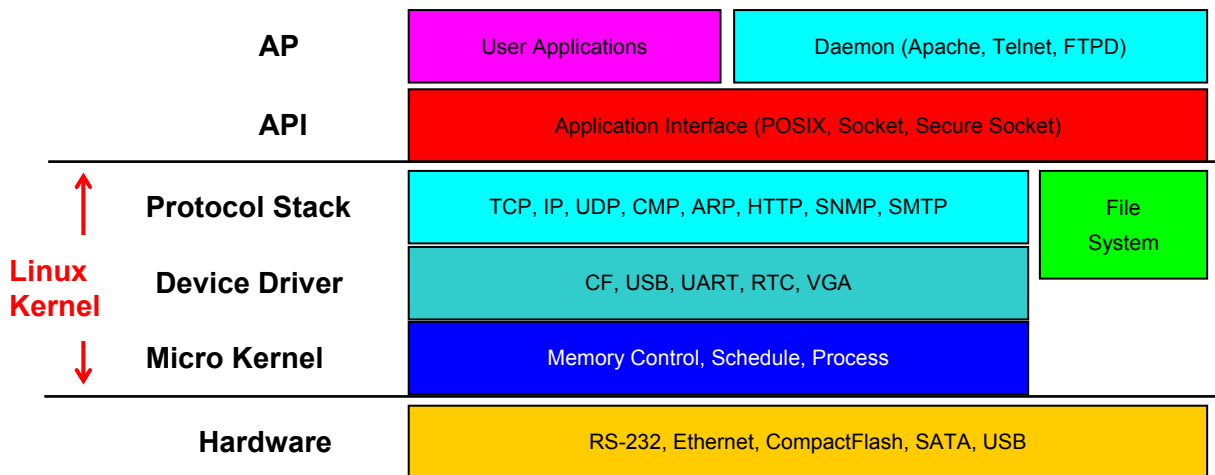 AP
User Applications
Daemon (Apache, Telnet, FTPD)
API
Application Interface (POSIX, Socket, Secure Socket)
Protocol Stack
TCP, IP, UDP, CMP, ARP, HTTP, SNMP, SMTP
File
System
Linux
Kernel
Device Driver
CF, USB, UART, RTC, VGA
Micro Kernel
Memory Control, Schedule, Process
Hardware
RS-232, Ethernet, CompactFlash, SATA, USB